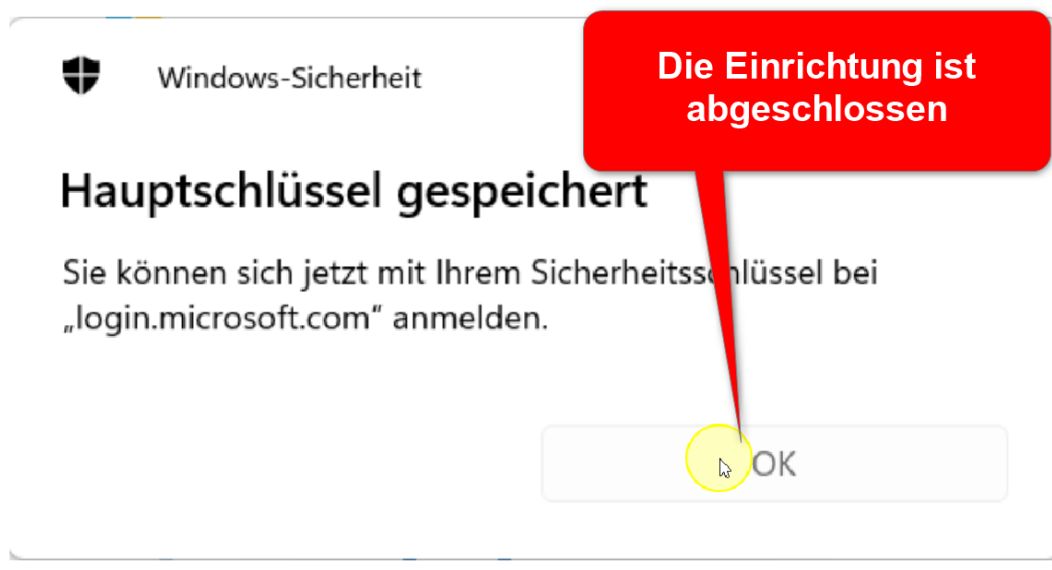 Windows-Sicherheit
Die Einrichtung ist
abgeschlossen
Hauptschlüssel gespeichert
Sie können sich jetzt mit Ihrem Sicherheitsschlüssel bei
„login.microsoft.com“ anmelden.
OK